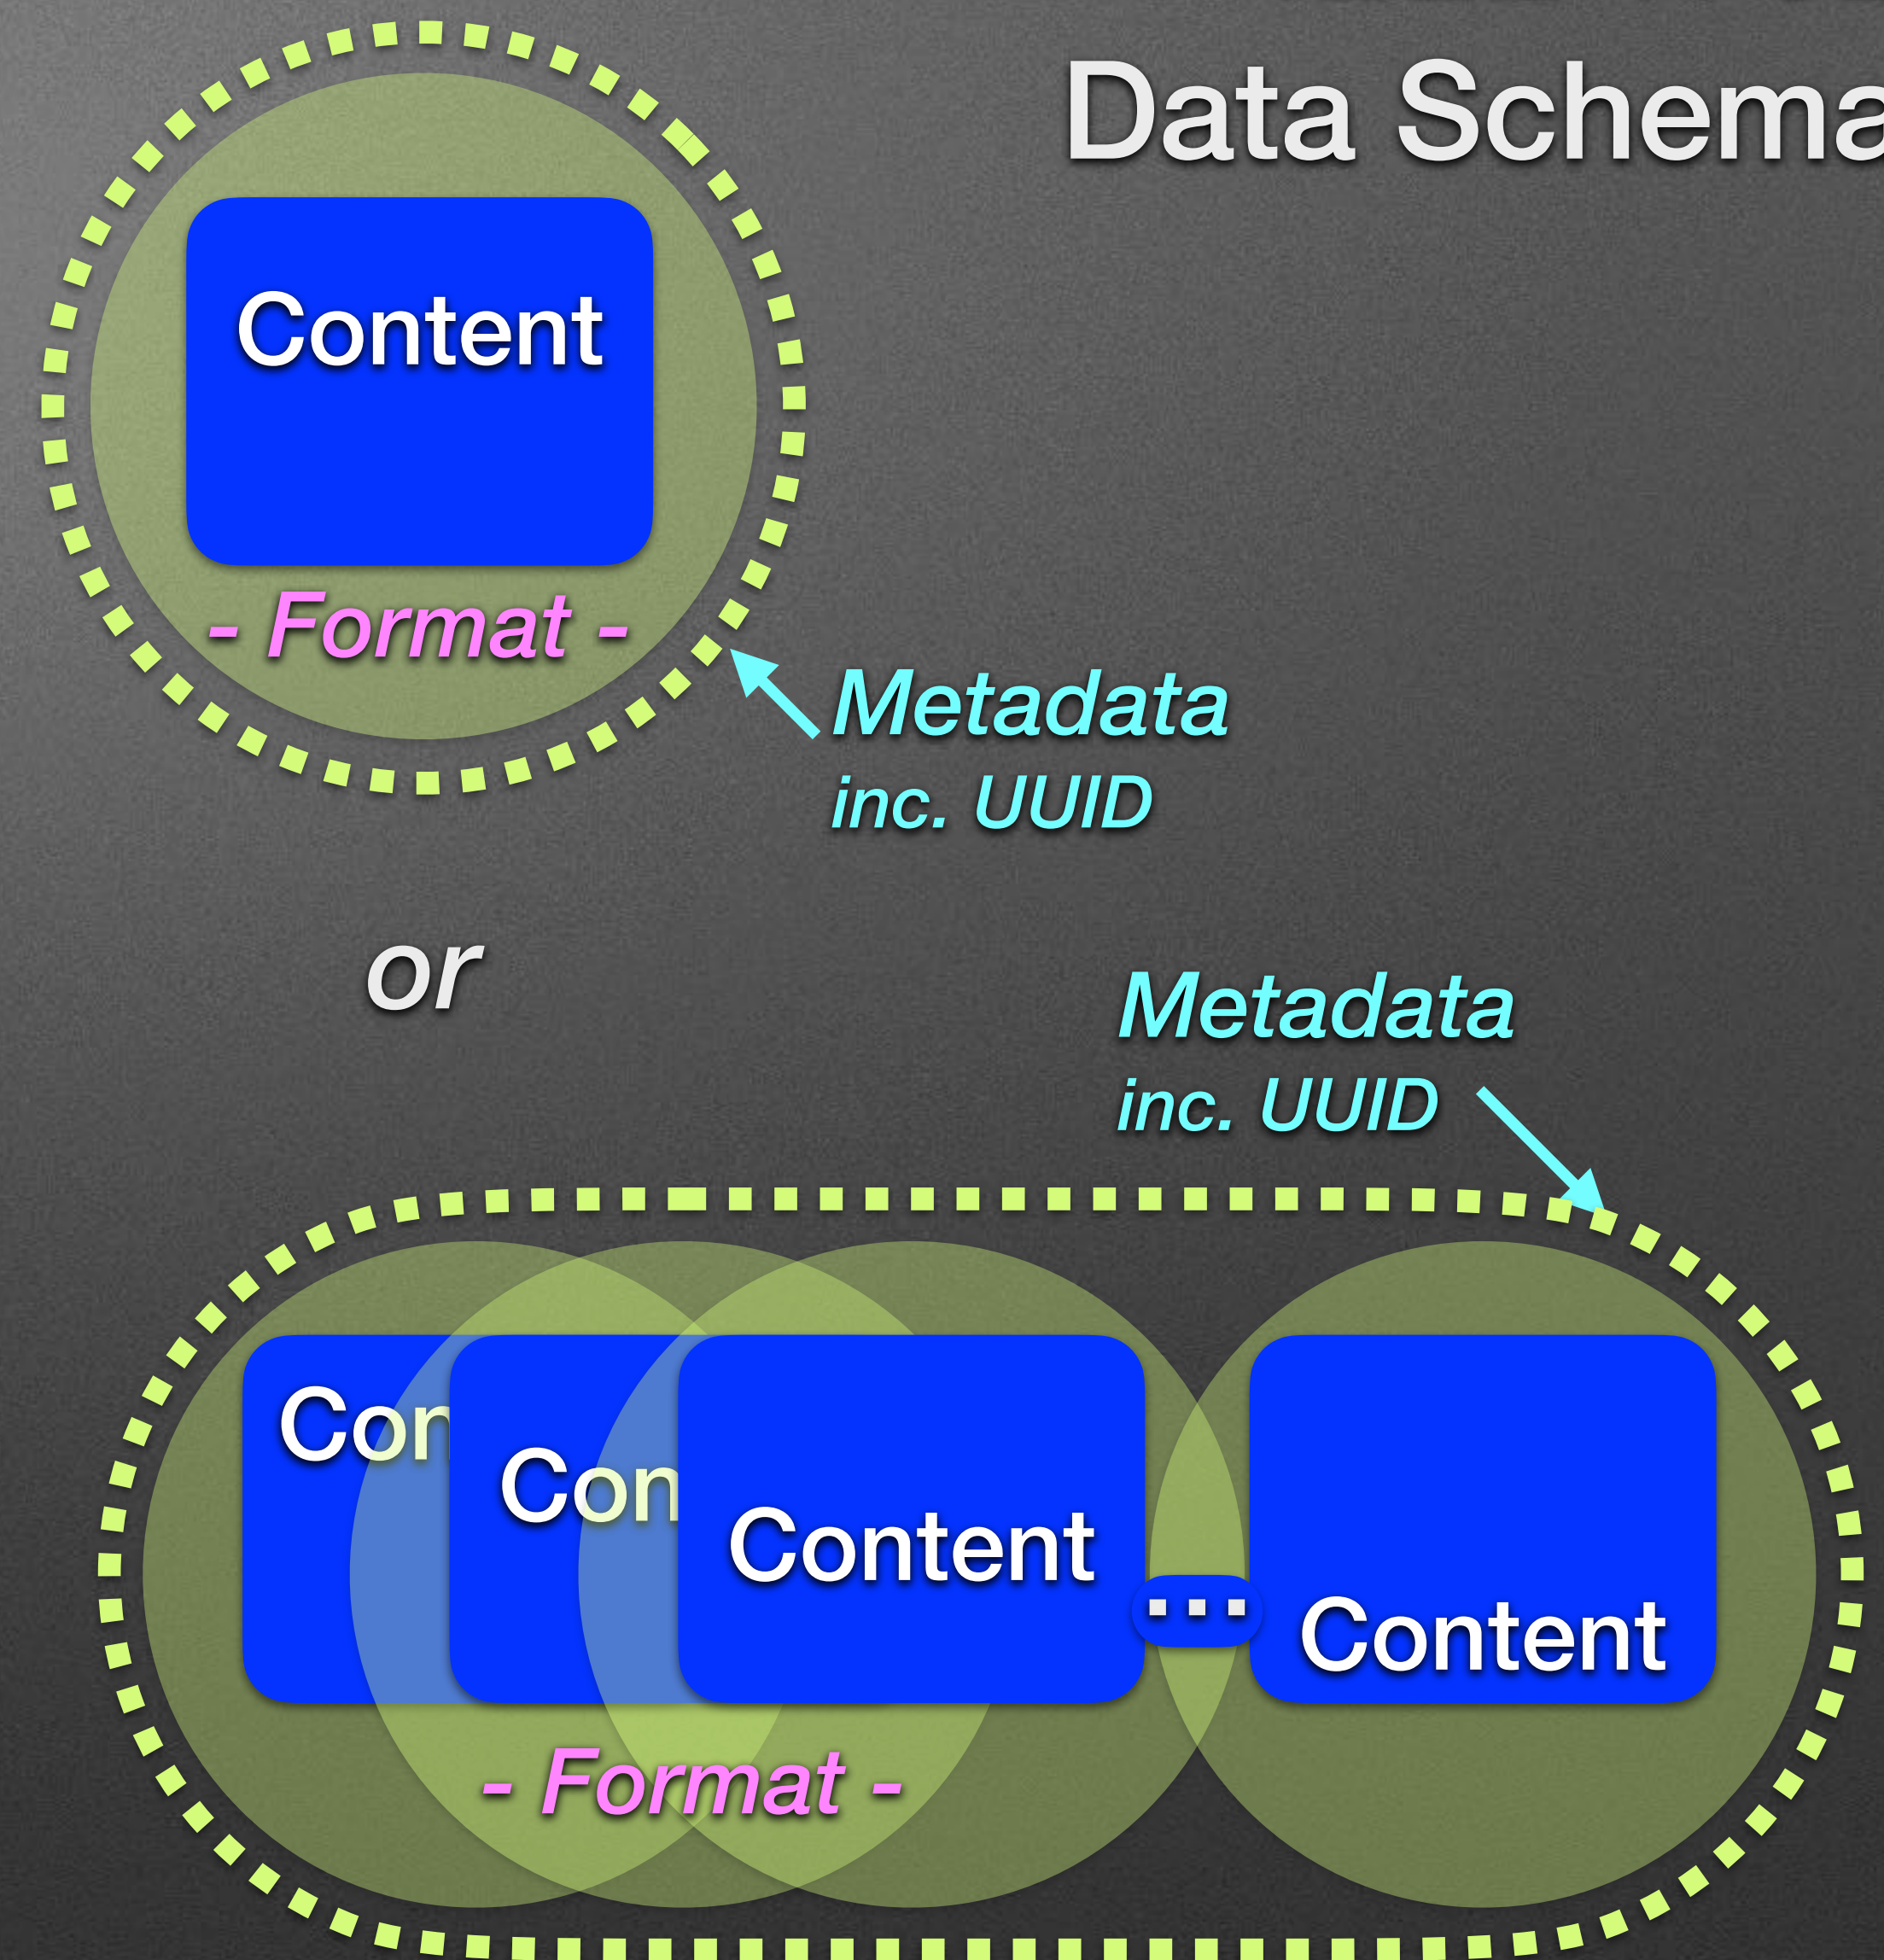 Data Schema
Content
- Format -
Metadata
inc. UUID
or
Metadata
inc. UUID
Con
Con
Content
...
Content
- Format -